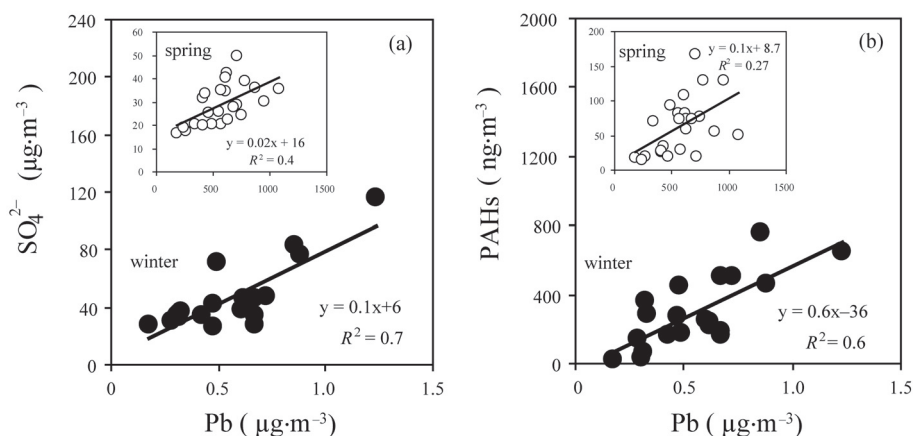 (a)
SO₄²⁻ (µg·m⁻³)
240
200
160
120
80
40
0
spring
60
50
40
30
20
10
0
y = 0.02x + 16
R² = 0.4
0 500 1000 1500
winter
y = 0.1x+6
R² = 0.7
0 0.5 1.0 1.5
Pb ( µg·m⁻³)
(b)
PAHs ( ng·m⁻³)
2000
1600
1200
800
400
0
spring
y = 0.1x+ 8.7
R² = 0.27
200
150
100
50
0
0 500 1000 1500
winter
y = 0.6x–36
R²= 0.6
0 0.5 1.0 1.5
Pb ( µg·m⁻³)